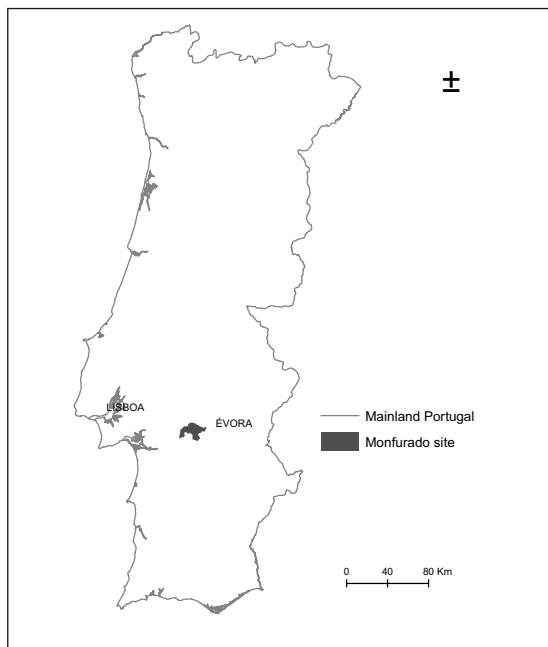 ±
LISBOA
ÉVORA
Mainland Portugal
Monfurado site
0 40 80 Km